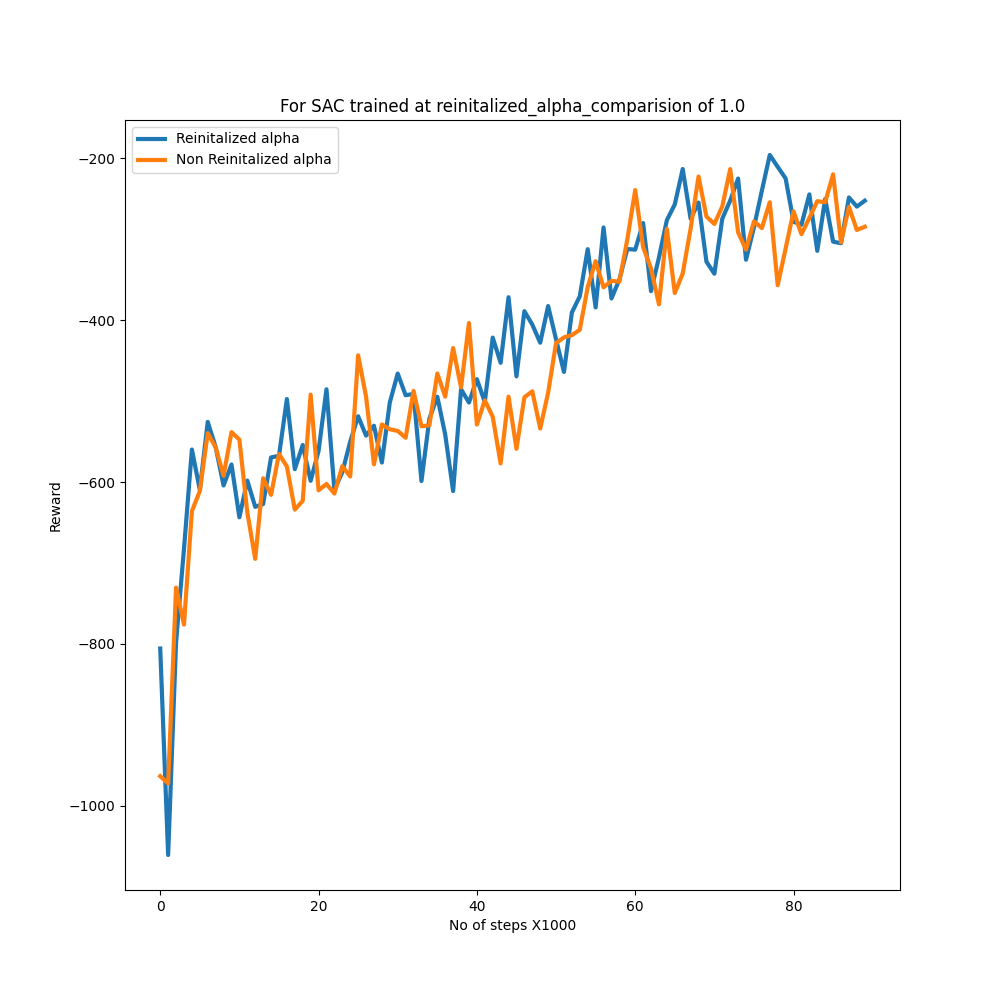 For SAC trained at reinitalized_alpha_comparision of 1.0
Reinitalized alpha
Non Reinitalized alpha
−200
−400
−600
−800
−1000
Reward
0 20 40 60 80
No of steps X1000